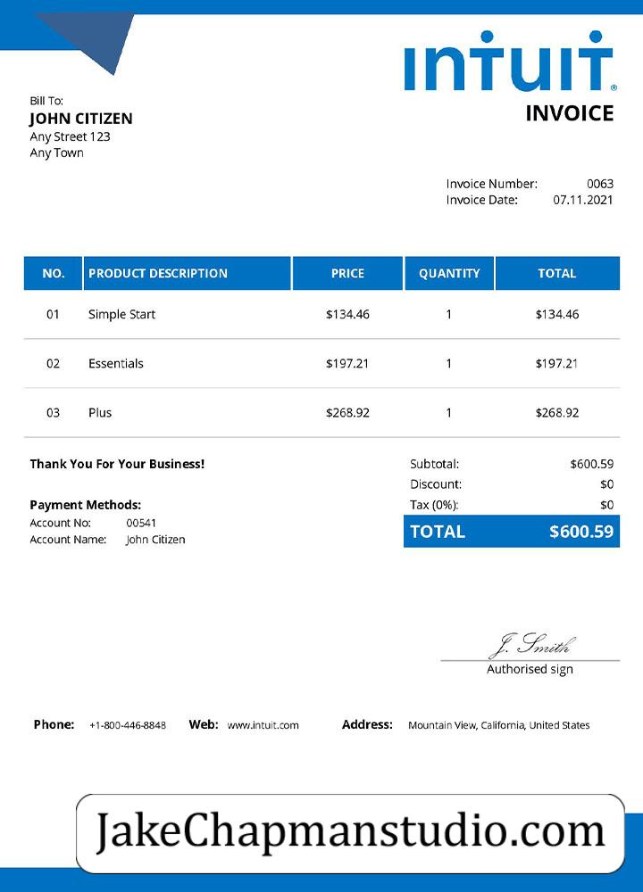 INTUIT
INVOICE
Bill To:
JOHN CITIZEN
Any Street 123
Any Town
Invoice Number: 0063
Invoice Date: 07.11.2021
NO. PRODUCT DESCRIPTION PRICE QUANTITY TOTAL
01 Simple Start $134.46 1 $134.46
02 Essentials $197.21 1 $197.21
03 Plus $268.92 1 $268.92
Thank You For Your Business!
Payment Methods:
Account No: 00541
Account Name: John Citizen
Subtotal: $600.59
Discount: $0
Tax (0%): $0
TOTAL $600.59
J. Smith
Authorised sign
Phone: +1-800-446-8848 Web: www.intuit.com Address: Mountain View, California, United States
JakeChapmanstudio.com